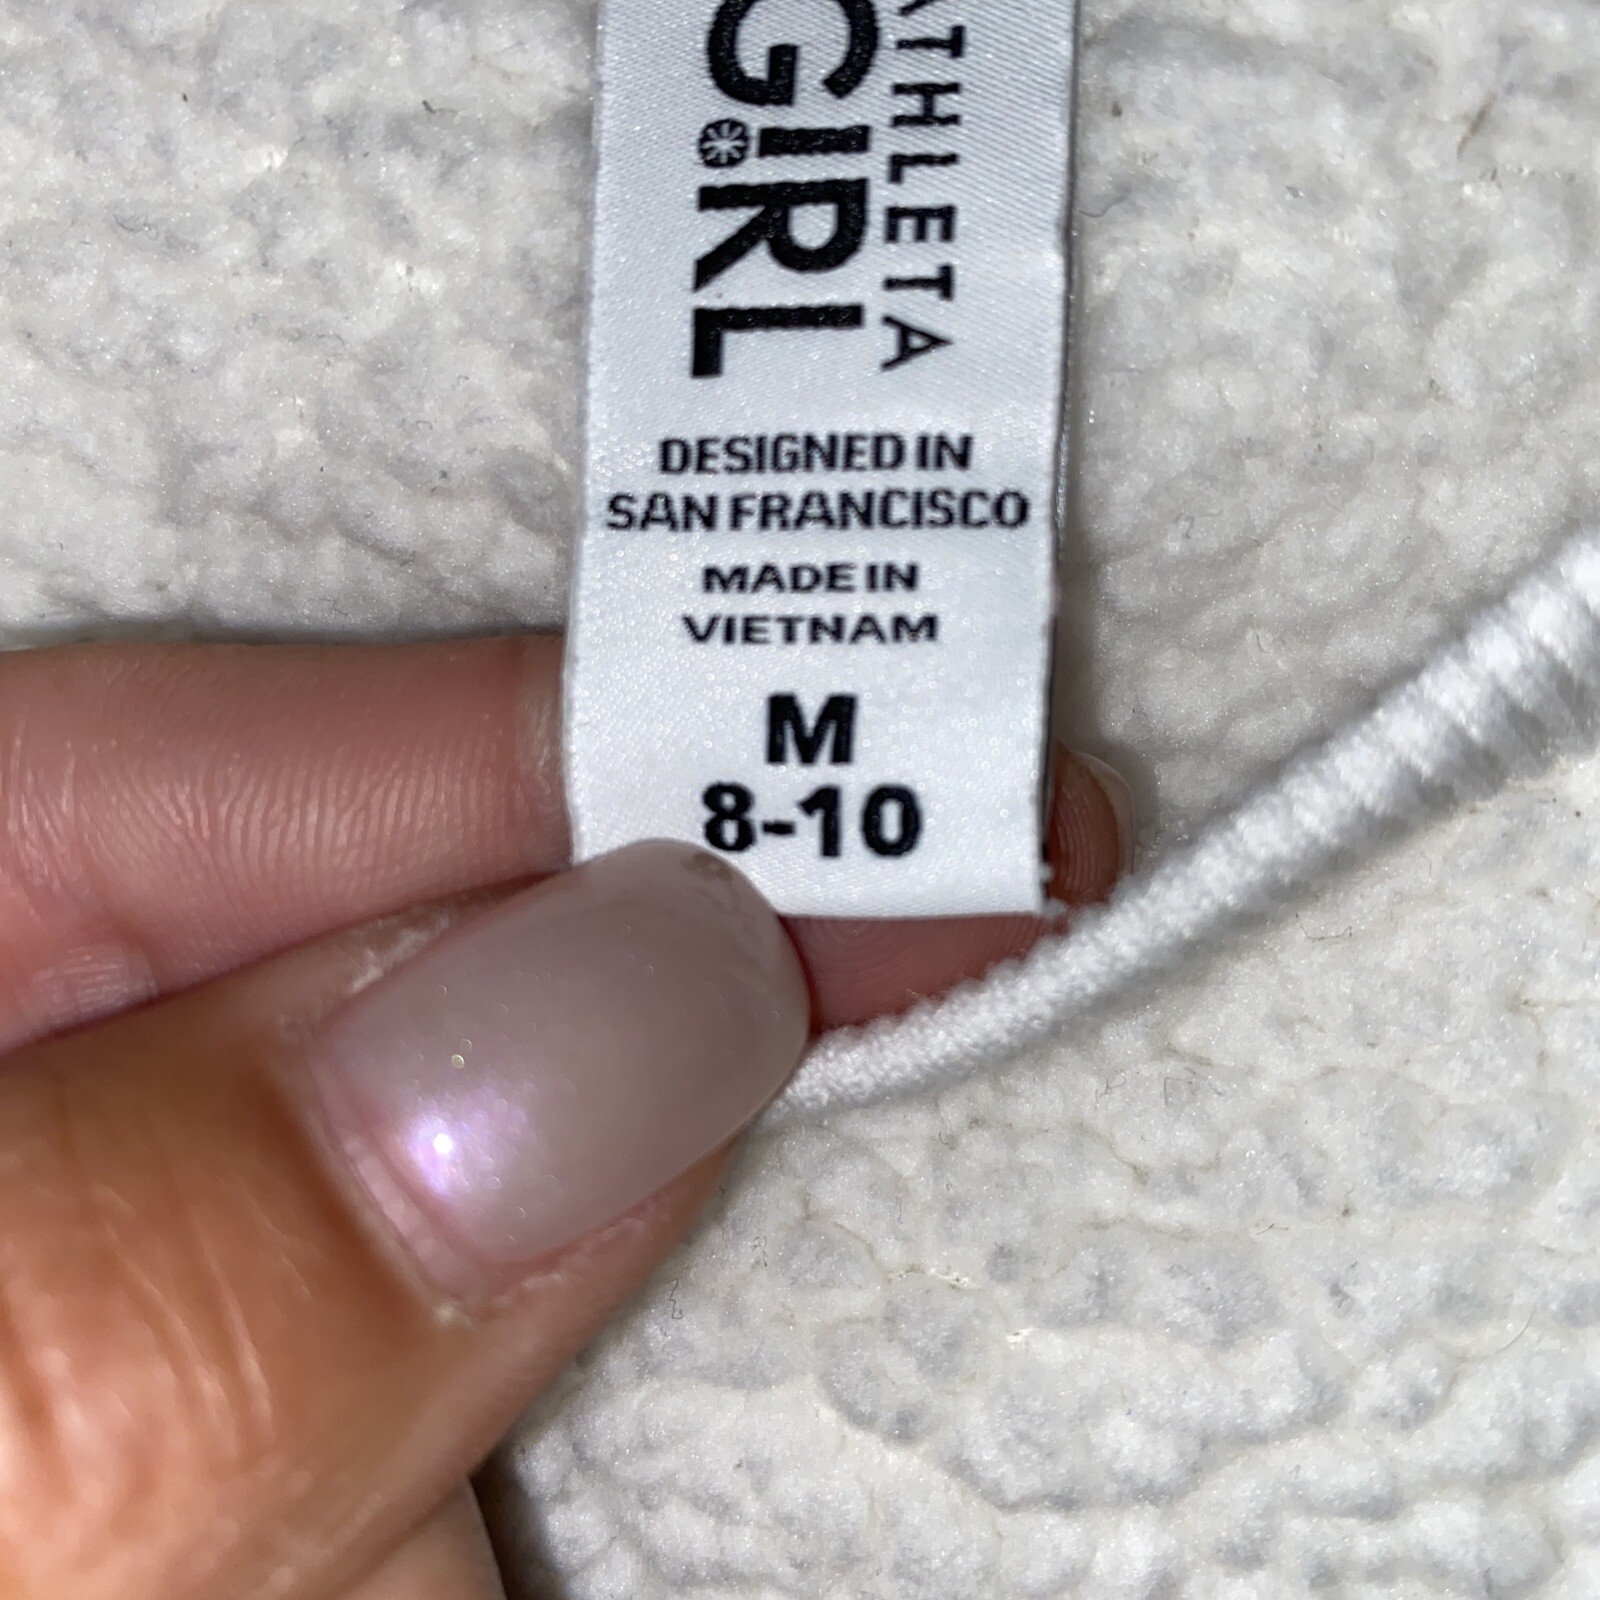 ATHLETA
GIRL
DESIGNED IN
SAN FRANCISCO
MADE IN
VIETNAM
M
8-10